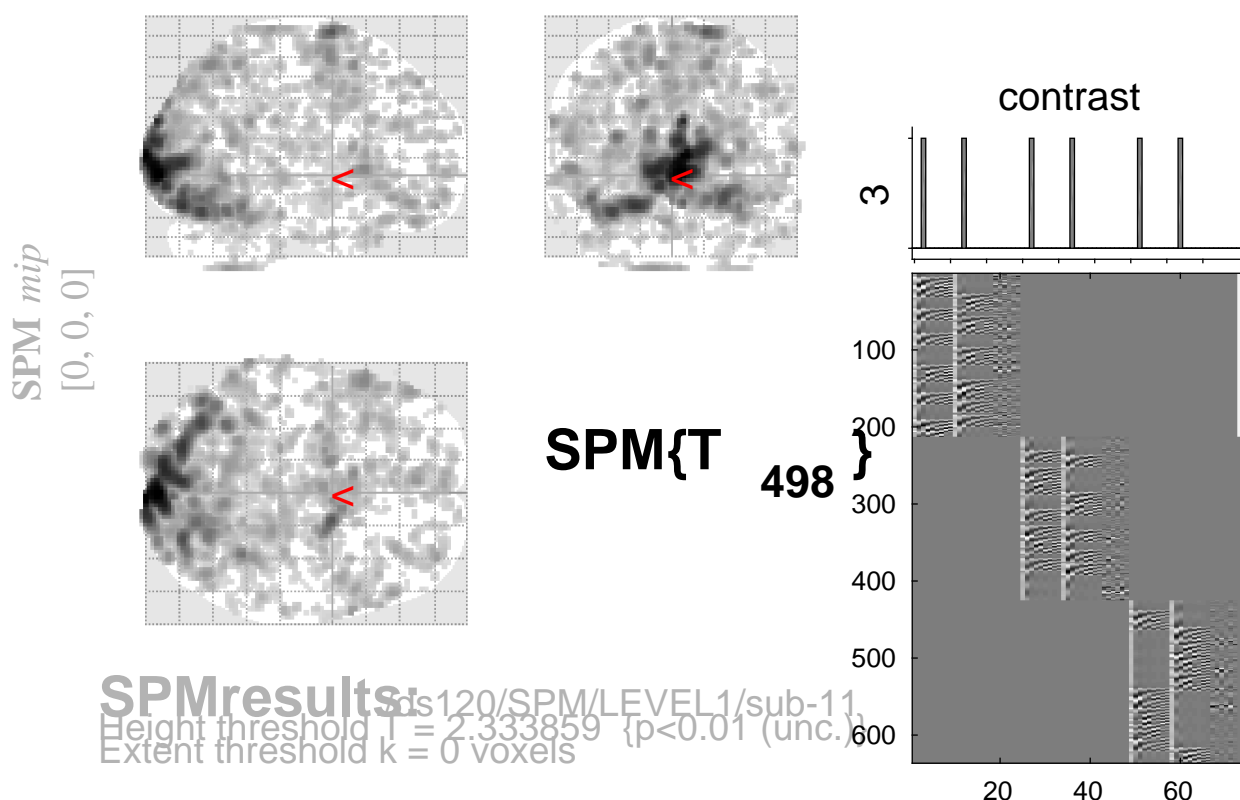 SPM mip
[0, 0, 0]
SPM{T498}
contrast
3
100
200
300
400
500
600
20 40 60
SPMresults: /ds120/SPM/LEVEL1/sub-11
Height threshold T = 2.333859 {p<0.01 (unc.)}
Extent threshold k = 0 voxels